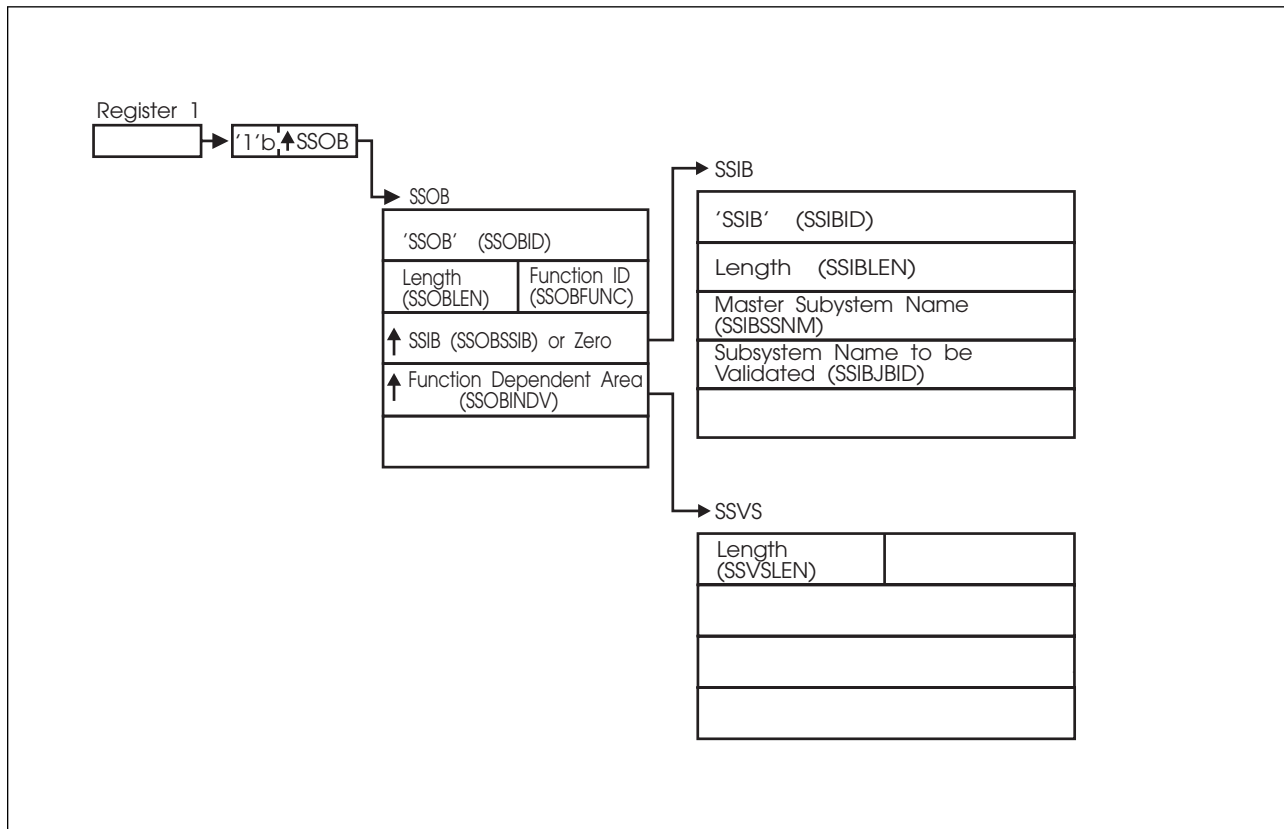 Register 1
'1'b SSOB
SSOB
'SSOB' (SSOBID)
Length
(SSOBLEN)
Function ID
(SSOBFUNC)
SSIB (SSOBSSIB) or Zero
Function Dependent Area
(SSOBINDV)
SSIB
'SSIB' (SSIBID)
Length (SSIBLEN)
Master Subystem Name
(SSIBSSNM)
Subsystem Name to be
Validated (SSIBJBID)
SSVS
Length
(SSVSLEN)